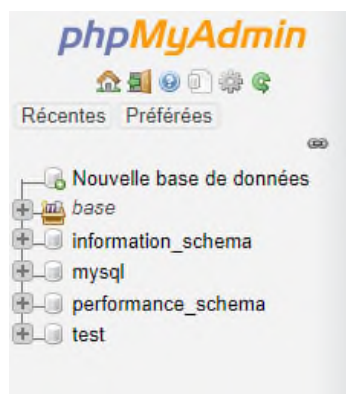 phpMyAdmin
Récentes Préférées
Nouvelle base de données
base
information_schema
mysql
performance_schema
test